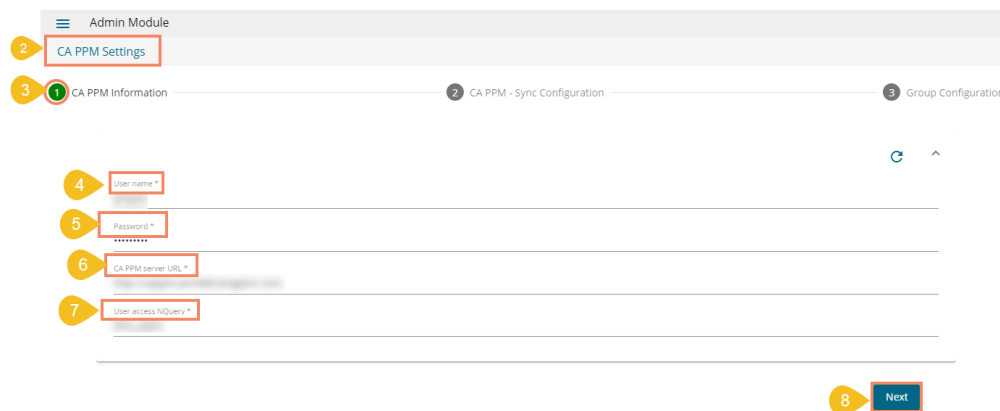 Admin Module
2 CA PPM Settings
3 1 CA PPM Information 2 CA PPM - Sync Configuration 3 Group Configuration
4 User name *
5 Password *
•••••••••
6 CA PPM server URL *
7 User access NQuery *
8 Next